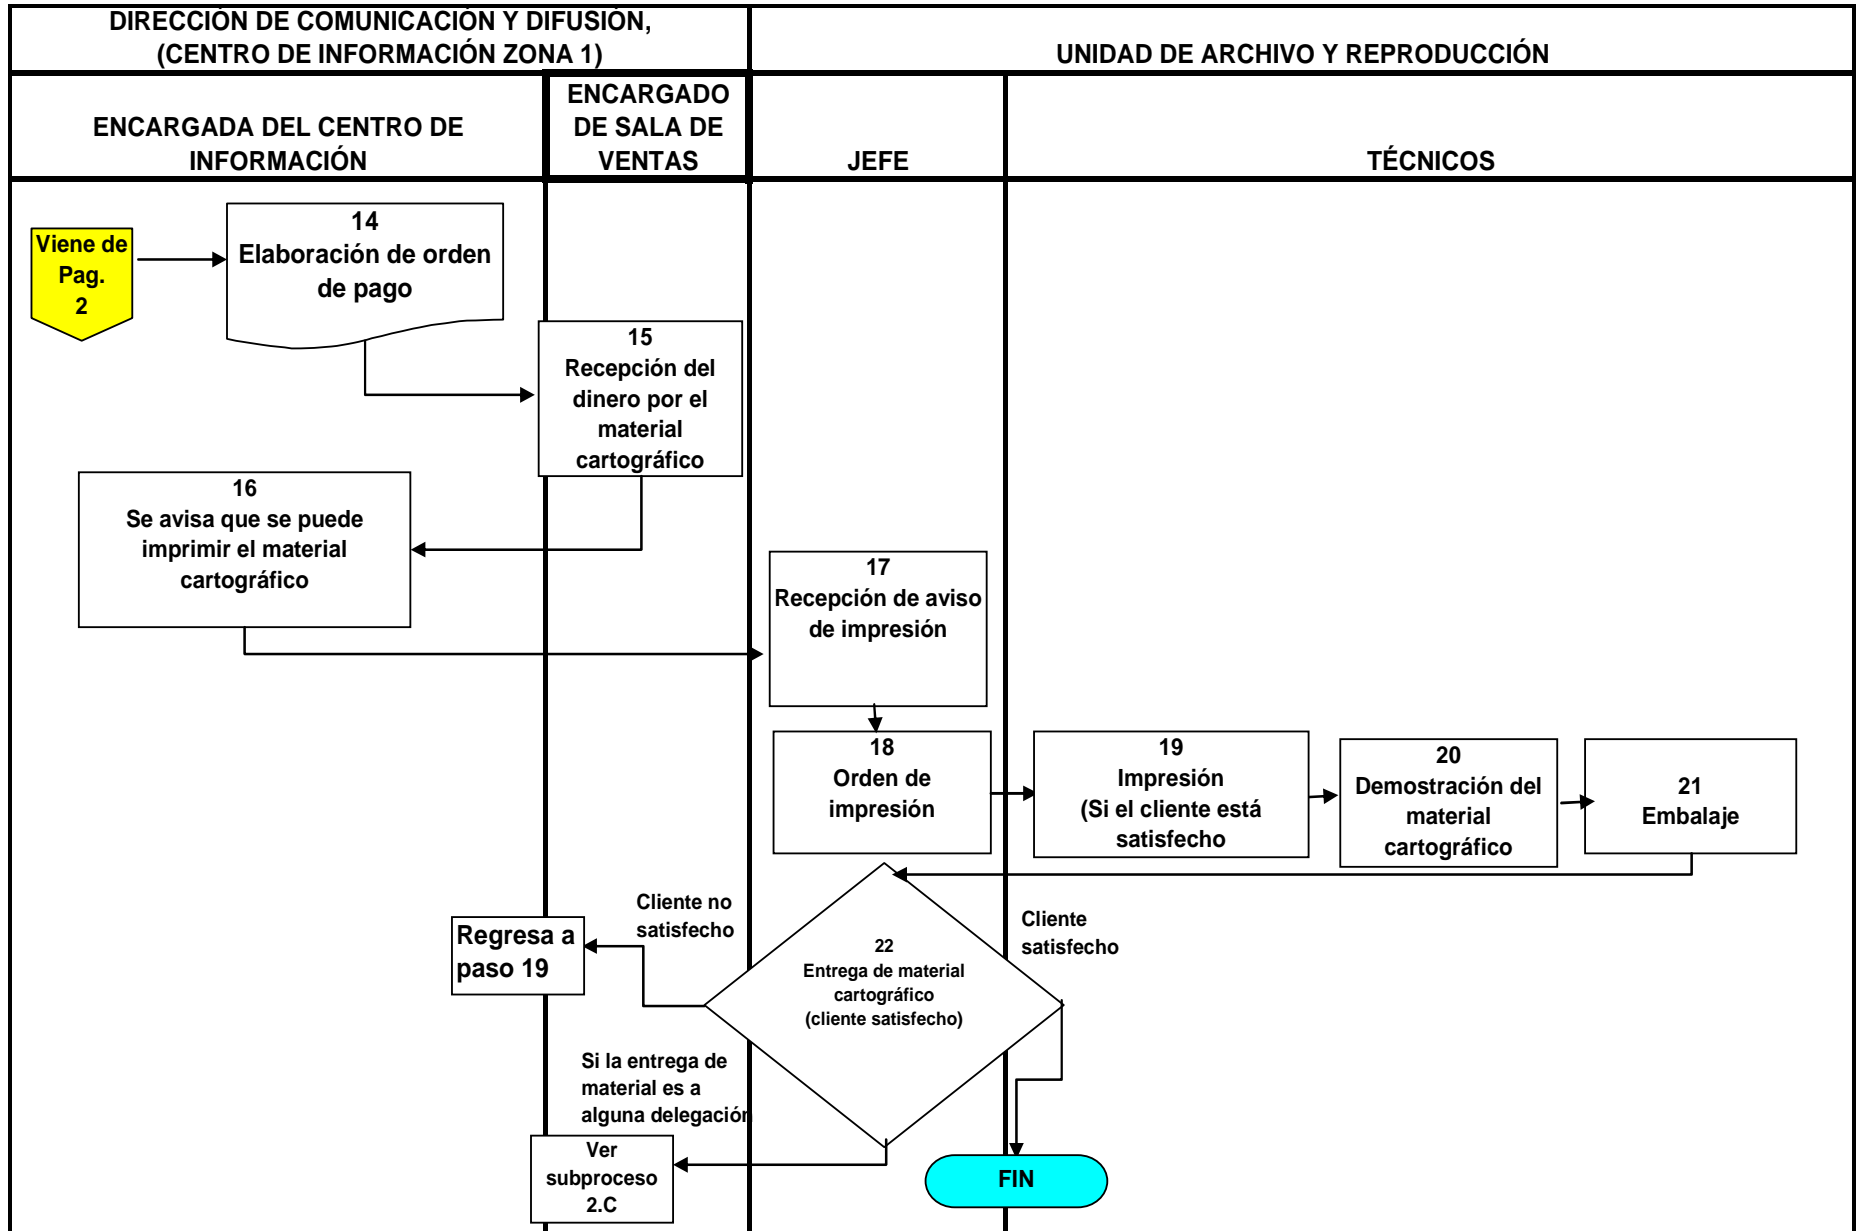 DIRECCIÓN DE COMUNICACIÓN Y DIFUSIÓN,
(CENTRO DE INFORMACIÓN ZONA 1)
UNIDAD DE ARCHIVO Y REPRODUCCIÓN
ENCARGADA DEL CENTRO DE
INFORMACIÓN
ENCARGADO
DE SALA DE
VENTAS
JEFE
TÉCNICOS
Viene de
Pag.
2
14
Elaboración de orden
de pago
15
Recepción del
dinero por el
material
cartográfico
16
Se avisa que se puede
imprimir el material
cartográfico
17
Recepción de aviso
de impresión
18
Orden de
impresión
19
Impresión
(Si el cliente está
satisfecho
20
Demostración del
material
cartográfico
21
Embalaje
Cliente no
satisfecho
Regresa a
paso 19
22
Entrega de material
cartográfico
(cliente satisfecho)
Cliente
satisfecho
Si la entrega de
material es a
alguna delegación
Ver
subproceso
2.C
FIN